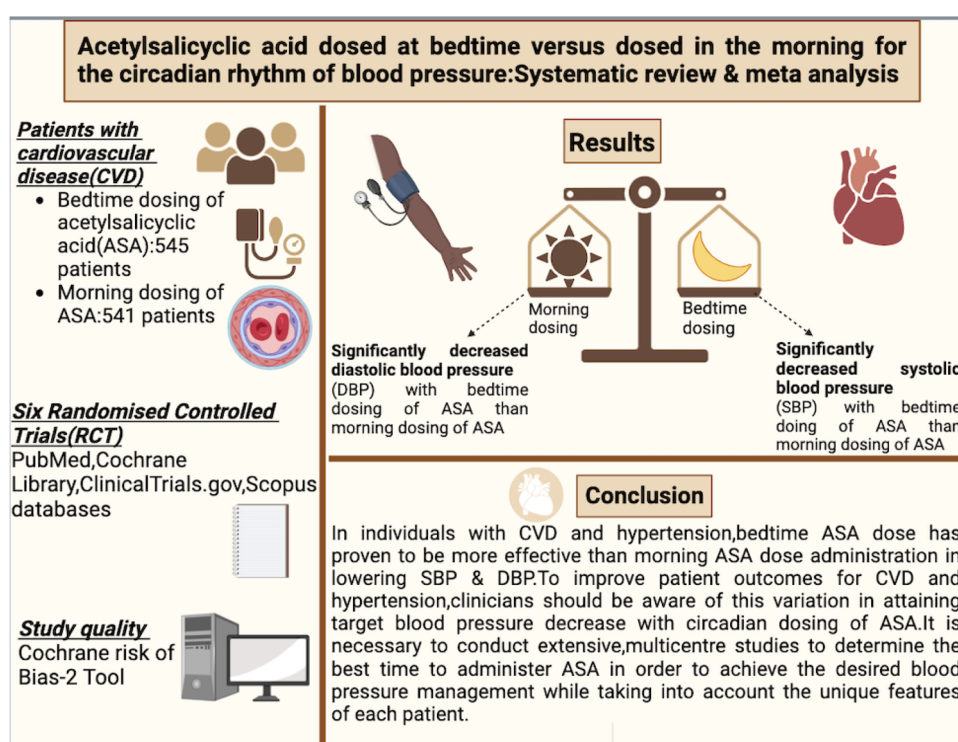 Acetylsalicyclic acid dosed at bedtime versus dosed in the morning for
the circadian rhythm of blood pressure:Systematic review & meta analysis
Patients with
cardiovascular
disease(CVD)
• Bedtime dosing of
acetylsalicyclic
acid(ASA):545
patients
• Morning dosing of
ASA:541 patients
Six Randomised Controlled
Trials(RCT)
PubMed,Cochrane
Library,ClinicalTrials.gov,Scopus
databases
Study quality
Cochrane risk of
Bias-2 Tool
Results
Morning
dosing
Bedtime
dosing
Significantly decreased
diastolic blood pressure
(DBP) with bedtime
dosing of ASA than
morning dosing of ASA
Significantly
decreased systolic
blood pressure
(SBP) with bedtime
doing of ASA than
morning dosing of ASA
Conclusion
In individuals with CVD and hypertension,bedtime ASA dose has
proven to be more effective than morning ASA dose administration in
lowering SBP & DBP.To improve patient outcomes for CVD and
hypertension,clinicians should be aware of this variation in attaining
target blood pressure decrease with circadian dosing of ASA.It is
necessary to conduct extensive,multicentre studies to determine the
best time to administer ASA in order to achieve the desired blood
pressure management while taking into account the unique features
of each patient.